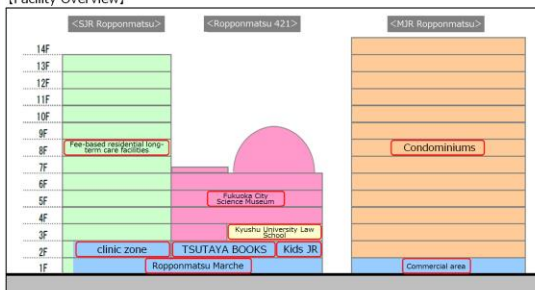 【Facility Overview】
<SJR Ropponmatsu>
<Ropponmatsu 421>
<MJR Ropponmatsu>
14F
13F
12F
11F
10F
9F
8F
7F
6F
5F
4F
3F
2F
1F
Fee-based residential long-
term care facilities
Condominiums
Fukuoka City
Science Museum
Kyushu University Law
School
clinic zone
TSUTAYA BOOKS
Kids JR
Ropponmatsu Marche
Commercial area